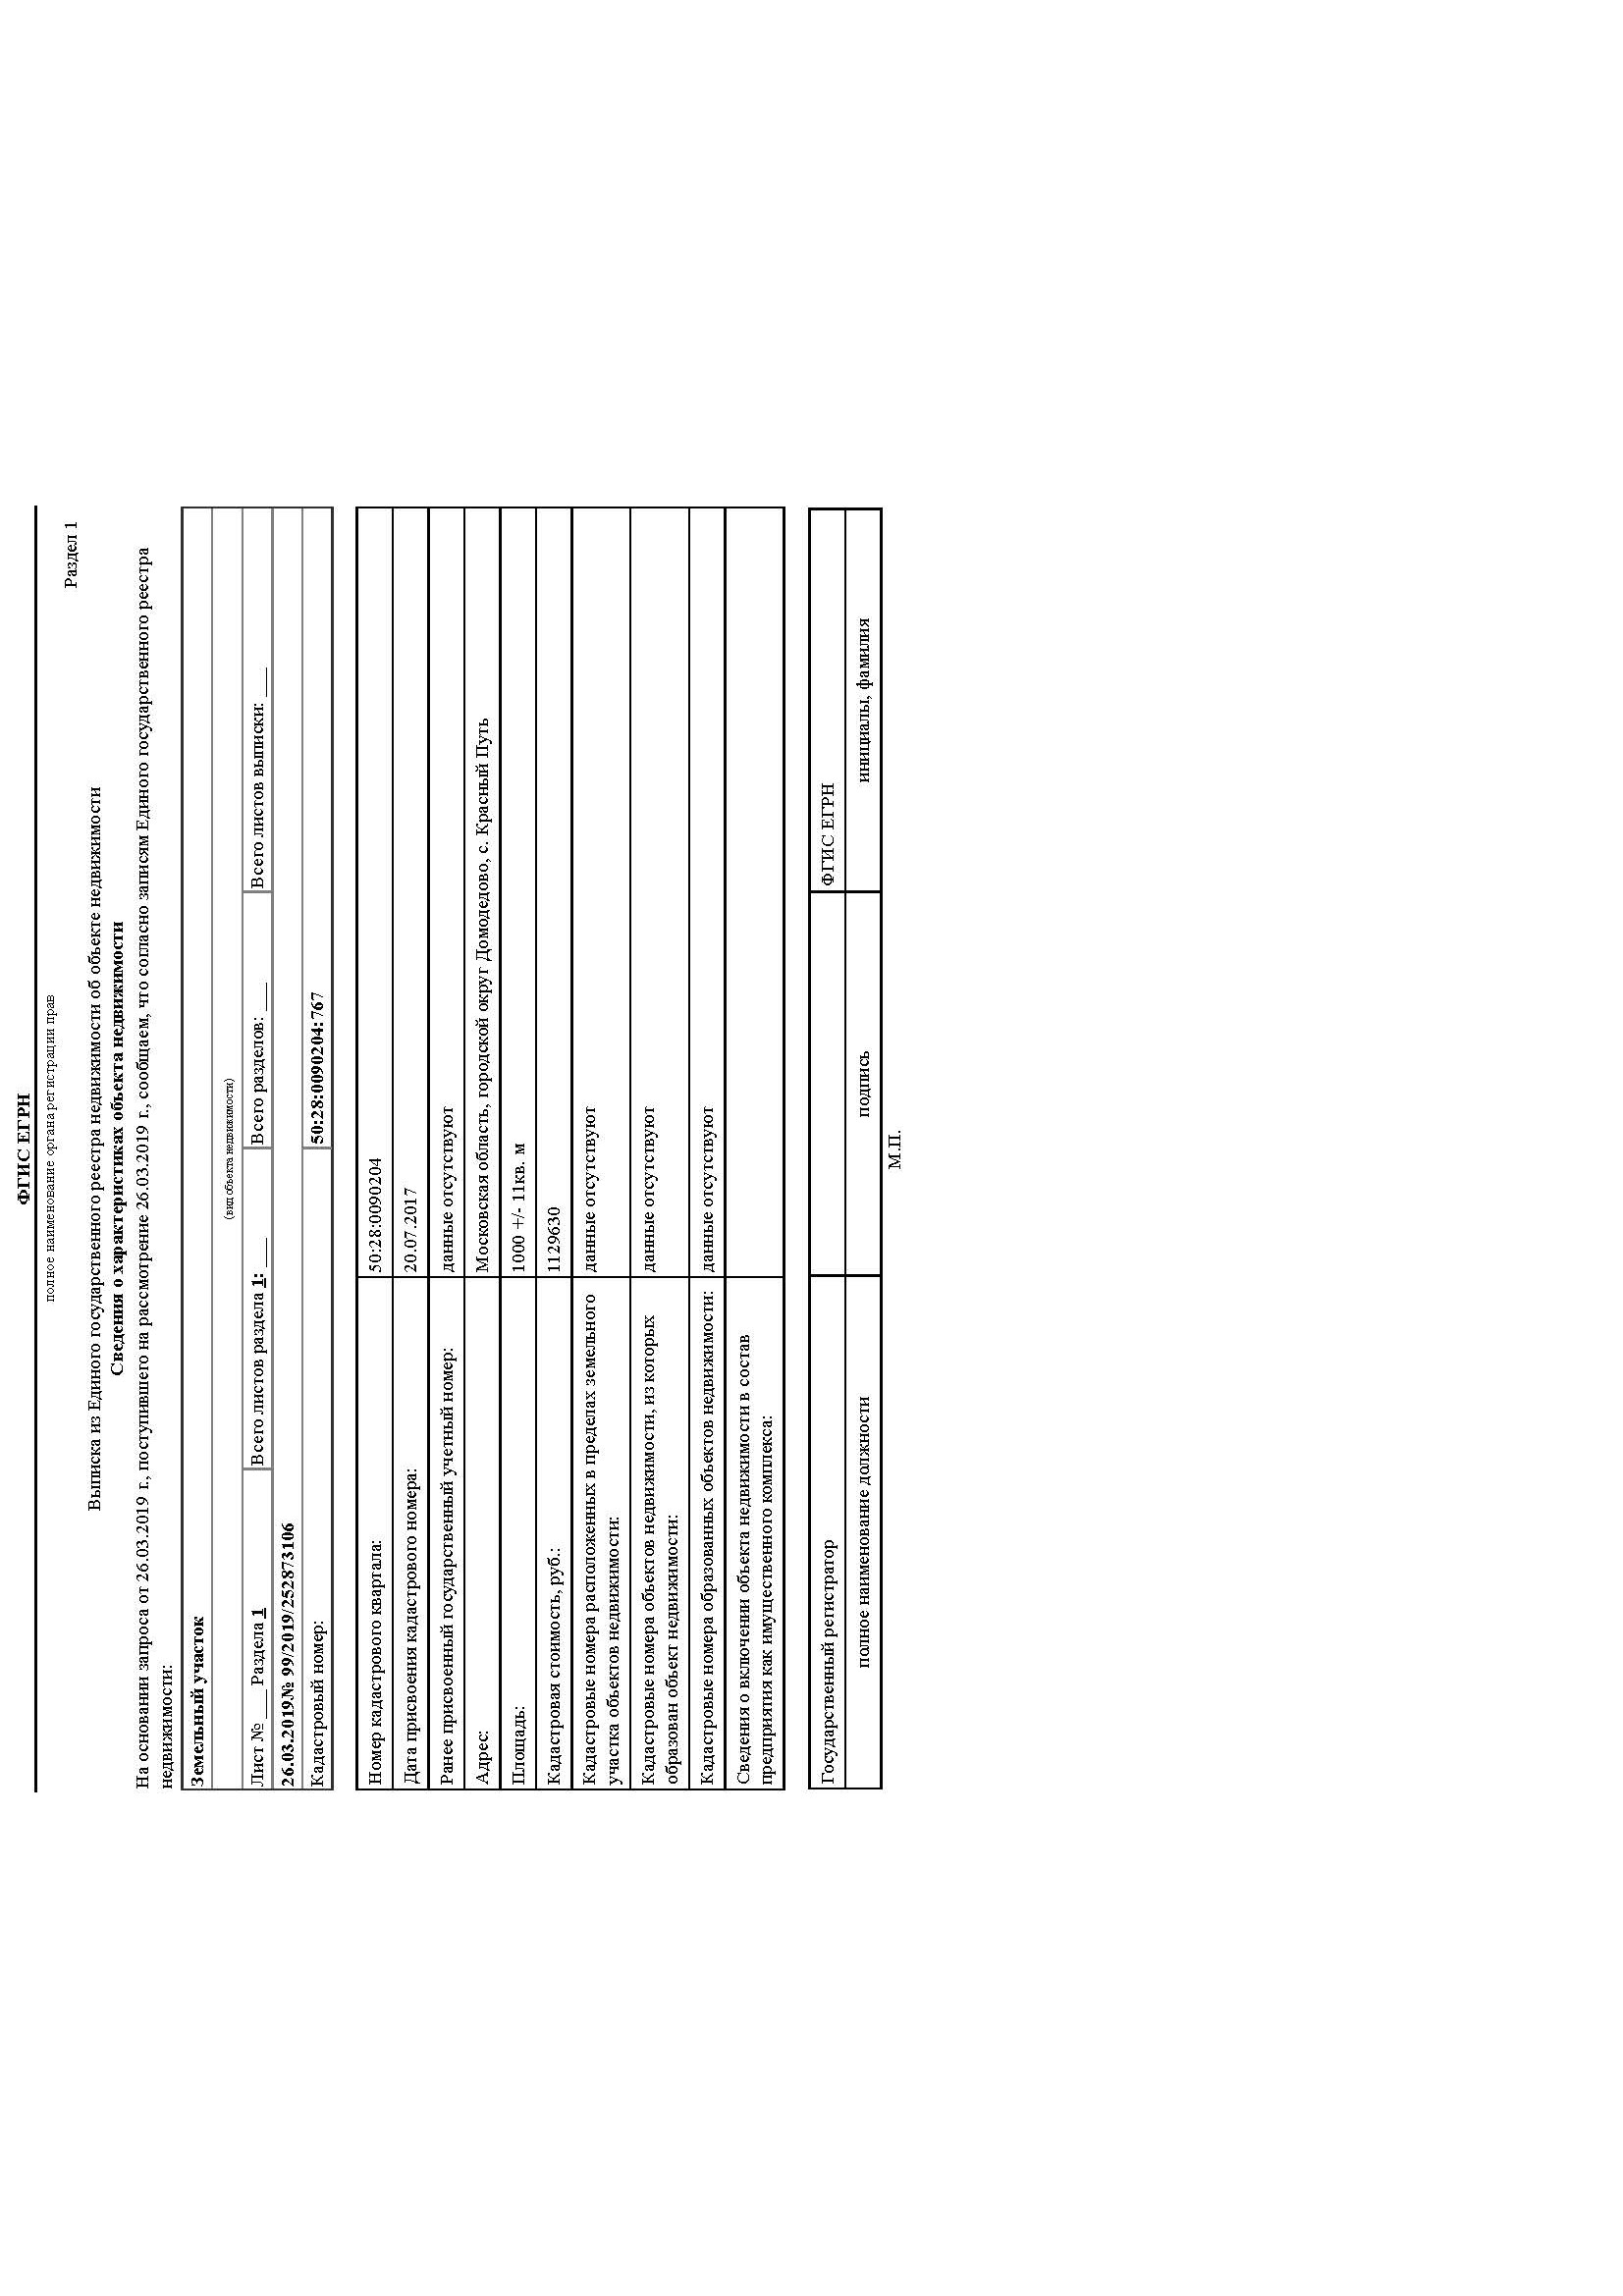 ФГИС ЕГРН
полное наименование органа регистрации прав
Раздел 1
Выписка из Единого государственного реестра недвижимости об объекте недвижимости
Сведения о характеристиках объекта недвижимости
На основании запроса от 26.03.2019 г., поступившего на рассмотрение 26.03.2019 г., сообщаем, что согласно записям Единого государственного реестра
недвижимости:
Земельный участок
(вид объекта недвижимости)
Лист № ___ Раздела 1 Всего листов раздела 1: ___ Всего разделов: ___ Всего листов выписки: ___
26.03.2019№ 99/2019/252873106
Кадастровый номер: 50:28:0090204:767
Номер кадастрового квартала: 50:28:0090204
Дата присвоения кадастрового номера: 20.07.2017
Ранее присвоенный государственный учетный номер: данные отсутствуют
Адрес: Московская область, городской округ Домодедово, с. Красный Путь
Площадь: 1000 +/- 11кв. м
Кадастровая стоимость, руб.: 1129630
Кадастровые номера расположенных в пределах земельного данные отсутствуют
участка объектов недвижимости:
Кадастровые номера объектов недвижимости, из которых данные отсутствуют
образован объект недвижимости:
Кадастровые номера образованных объектов недвижимости: данные отсутствуют
Сведения о включении объекта недвижимости в состав
предприятия как имущественного комплекса:
Государственный регистратор ФГИС ЕГРН
полное наименование должности подпись инициалы, фамилия
М.П.